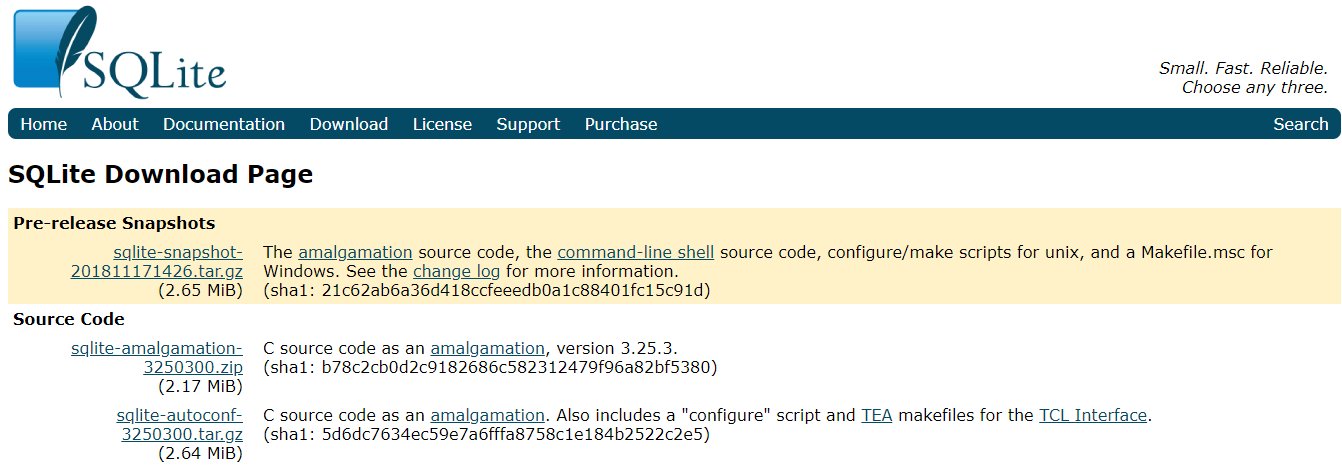 SQLite
Small. Fast. Reliable.
Choose any three.
Home About Documentation Download License Support Purchase Search
SQLite Download Page
Pre-release Snapshots
sqlite-snapshot-
201811171426.tar.gz
(2.65 MiB)
The amalgamation source code, the command-line shell source code, configure/make scripts for unix, and a Makefile.msc for
Windows. See the change log for more information.
(sha1: 21c62ab6a36d418ccfeeedb0a1c88401fc15c91d)
Source Code
sqlite-amalgamation-
3250300.zip
(2.17 MiB)
C source code as an amalgamation, version 3.25.3.
(sha1: b78c2cb0d2c9182686c582312479f96a82bf5380)
sqlite-autoconf-
3250300.tar.gz
(2.64 MiB)
C source code as an amalgamation. Also includes a "configure" script and TEA makefiles for the TCL Interface.
(sha1: 5d6dc7634ec59e7a6fffa8758c1e184b2522c2e5)